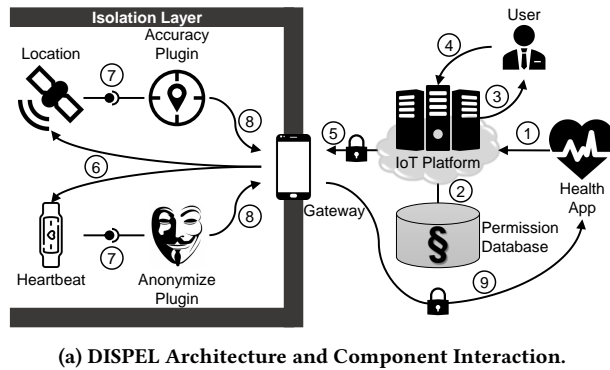 Isolation Layer
Location
Accuracy
Plugin
User
7
8
4
3
5
1
IoT Platform
6
2
Health
App
Gateway
8
Permission
Database
§
7
9
Heartbeat
Anonymize
Plugin
(a) DISPEL Architecture and Component Interaction.